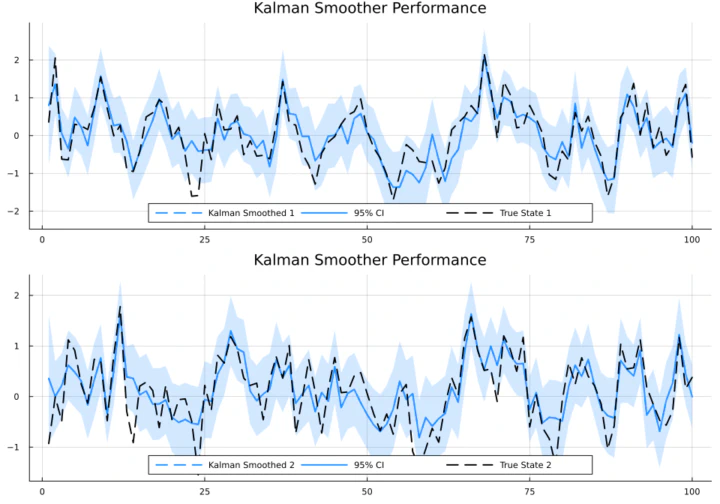 Kalman Smoother Performance
2
1
0
−1
−2
Kalman Smoothed 1 95% CI True State 1
0 25 50 75 100
Kalman Smoother Performance
2
1
0
−1
Kalman Smoothed 2 95% CI True State 2
0 25 50 75 100